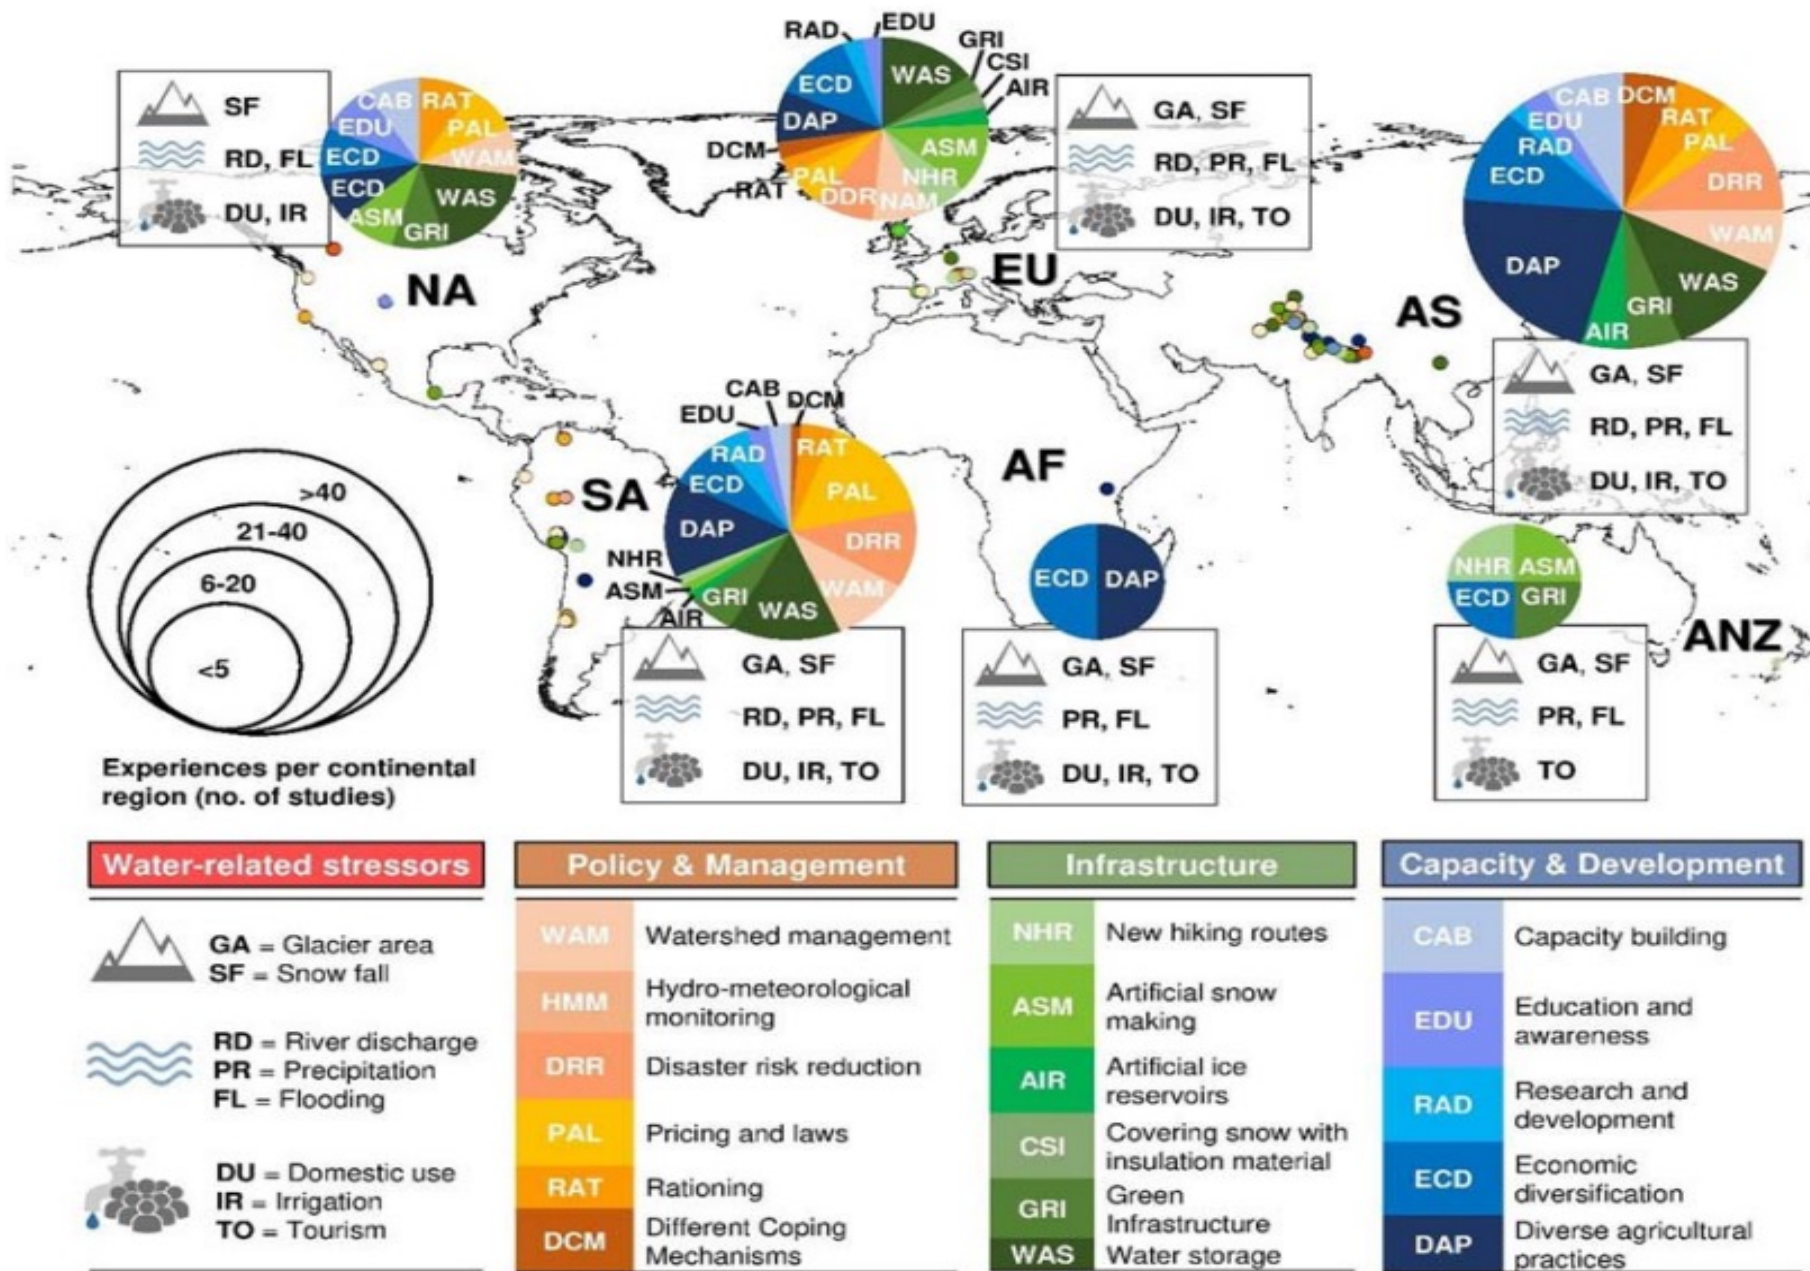 SF
RD, FL
DU, IR
CAB
RAT
PAL
WAM
WAS
GRI
ASM
ECD
ECD
EDU
NA
RAD
EDU
WAS
GRI
CSI
AIR
ASM
NHR
NAM
DDR
PAL
RAT
DCM
DAP
ECD
GA, SF
RD, PR, FL
DU, IR, TO
EU
CAB
DCM
RAT
PAL
DRR
WAM
WAS
GRI
AIR
DAP
ECD
RAD
EDU
AS
GA, SF
RD, PR, FL
DU, IR, TO
>40
21-40
6-20
<5
Experiences per continental
region (no. of studies)
SA
CAB
DCM
EDU
RAT
RAD
PAL
ECD
DAP
DRR
NHR
WAM
ASM
GRI
WAS
AIR
GA, SF
RD, PR, FL
DU, IR, TO
AF
ECD
DAP
GA, SF
PR, FL
DU, IR, TO
NHR
ASM
ECD
GRI
ANZ
GA, SF
PR, FL
TO
Water-related stressors
GA = Glacier area
SF = Snow fall
RD = River discharge
PR = Precipitation
FL = Flooding
DU = Domestic use
IR = Irrigation
TO = Tourism
Policy & Management
WAM Watershed management
HMM Hydro-meteorological
monitoring
DRR Disaster risk reduction
PAL Pricing and laws
RAT Rationing
DCM Different Coping
Mechanisms
Infrastructure
NHR New hiking routes
ASM Artificial snow
making
AIR Artificial ice
reservoirs
CSI Covering snow with
insulation material
GRI Green
Infrastructure
WAS Water storage
Capacity & Development
CAB Capacity building
EDU Education and
awareness
RAD Research and
development
ECD Economic
diversification
DAP Diverse agricultural
practices